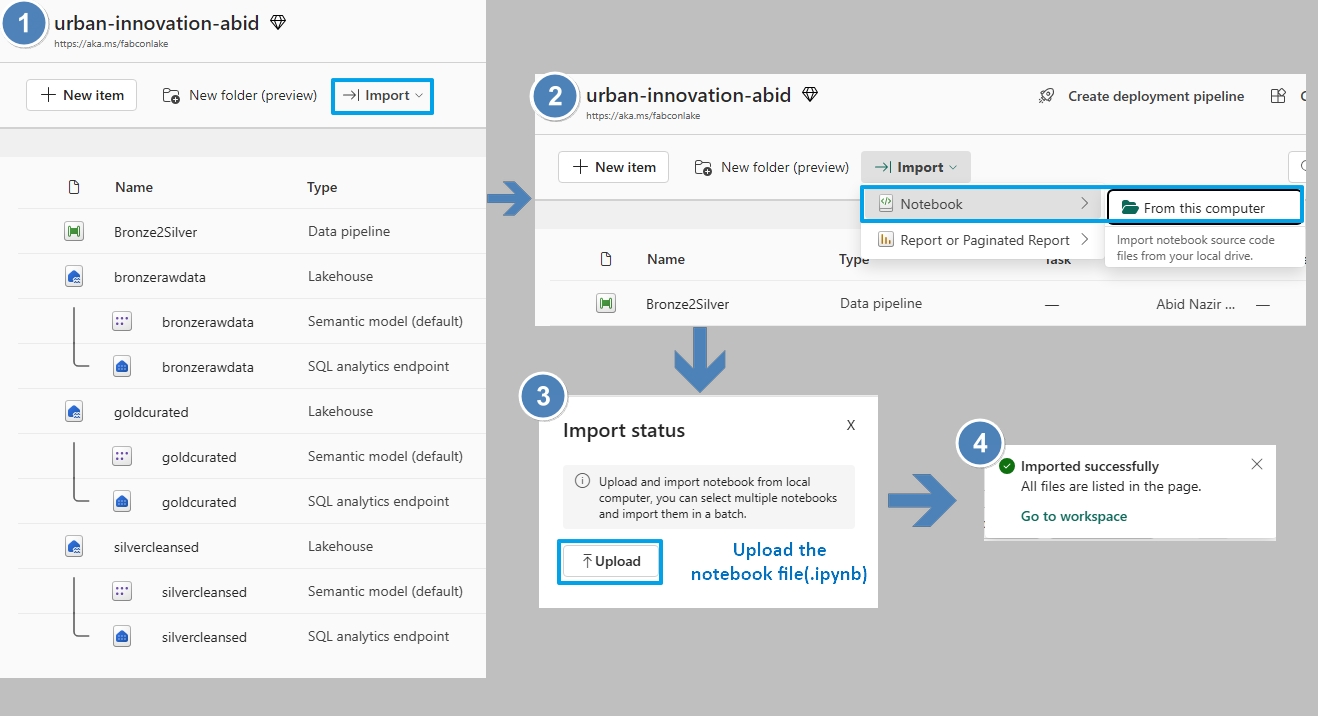 1
urban-innovation-abid
https://aka.ms/fabconlake
New item
New folder (preview)
Import
Name Type
Bronze2Silver Data pipeline
bronzerawdata Lakehouse
bronzerawdata Semantic model (default)
bronzerawdata SQL analytics endpoint
goldcurated Lakehouse
goldcurated Semantic model (default)
goldcurated SQL analytics endpoint
silvercleansed Lakehouse
silvercleansed Semantic model (default)
silvercleansed SQL analytics endpoint
2
urban-innovation-abid
https://aka.ms/fabconlake
Create deployment pipeline
New item
New folder (preview)
Import
Notebook
From this computer
Report or Paginated Report
Import notebook source code
files from your local drive.
Name Type Task
Bronze2Silver Data pipeline — Abid Nazir ... —
3
Import status
X
Upload and import notebook from local
computer, you can select multiple notebooks
and import them in a batch.
Upload
Upload the
notebook file(.ipynb)
4
Imported successfully
All files are listed in the page.
Go to workspace